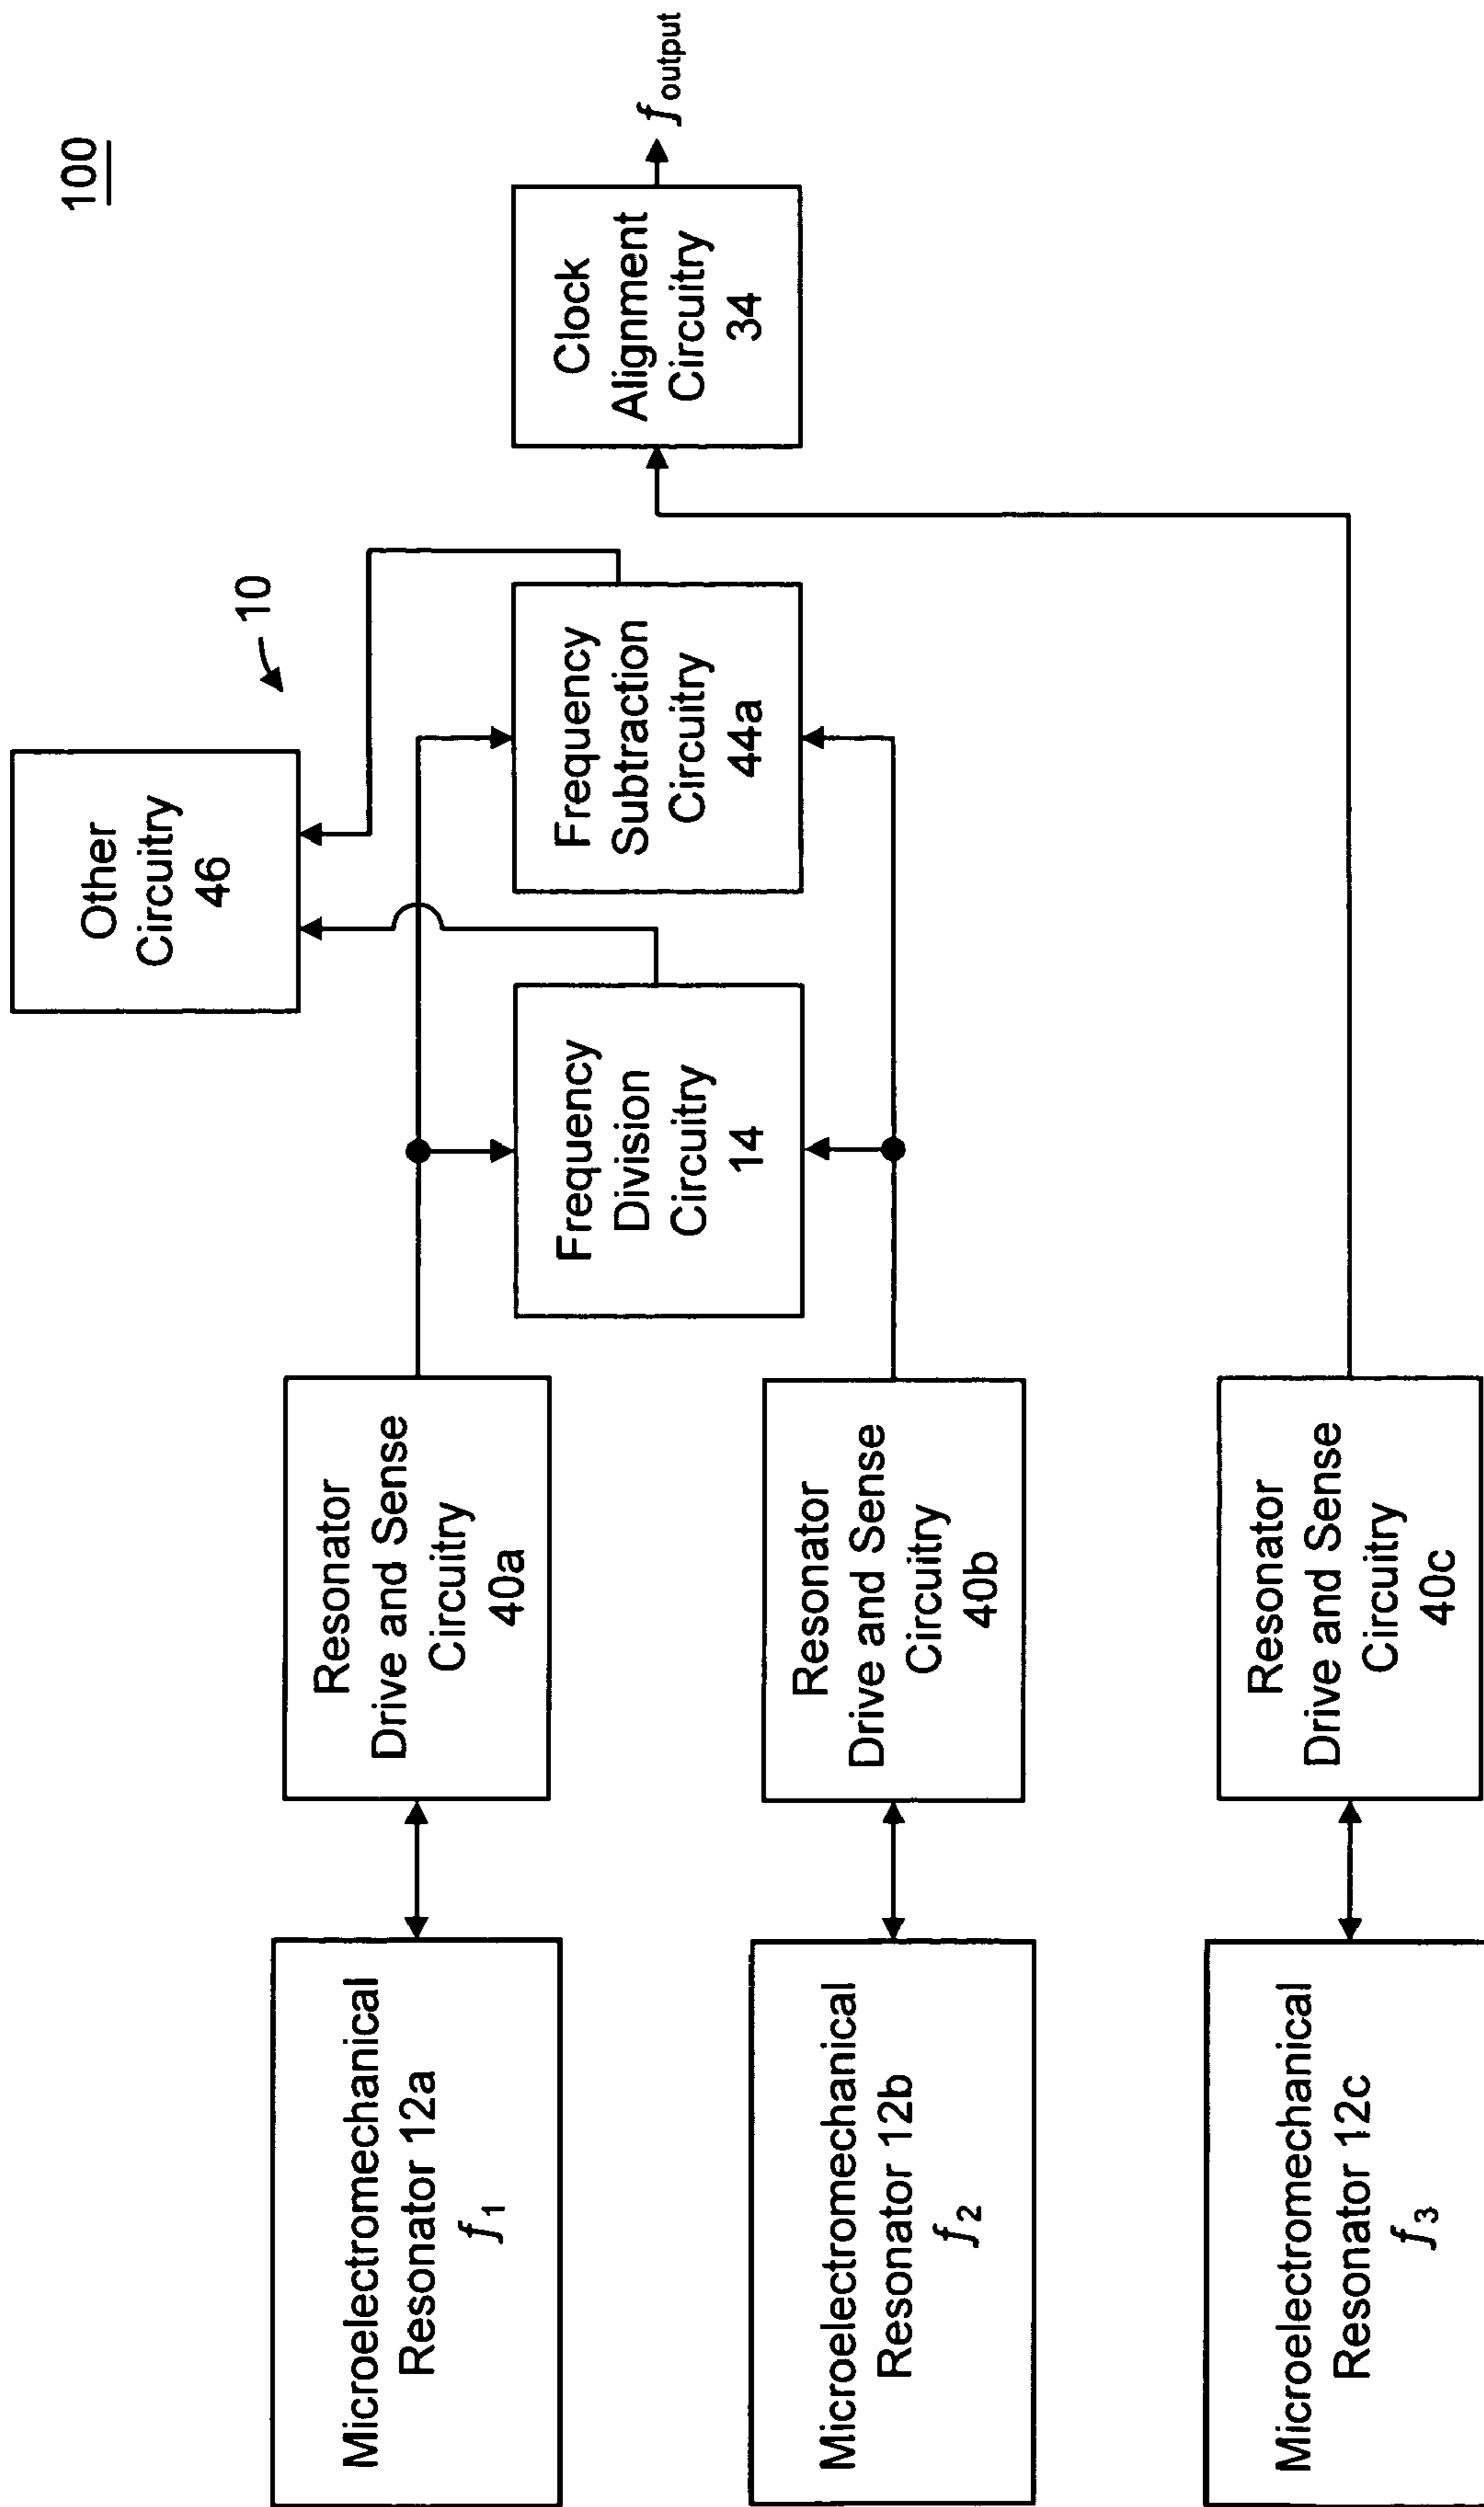 100
10
Other
Circuitry
46
Microelectromechanical
Resonator 12a
f1
Resonator
Drive and Sense
Circuitry
40a
Frequency
Division
Circuitry
14
Frequency
Subtraction
Circuitry
44a
Clock
Alignment
Circuitry
34
foutput
Microelectromechanical
Resonator 12b
f2
Resonator
Drive and Sense
Circuitry
40b
Microelectromechanical
Resonator 12c
f3
Resonator
Drive and Sense
Circuitry
40c